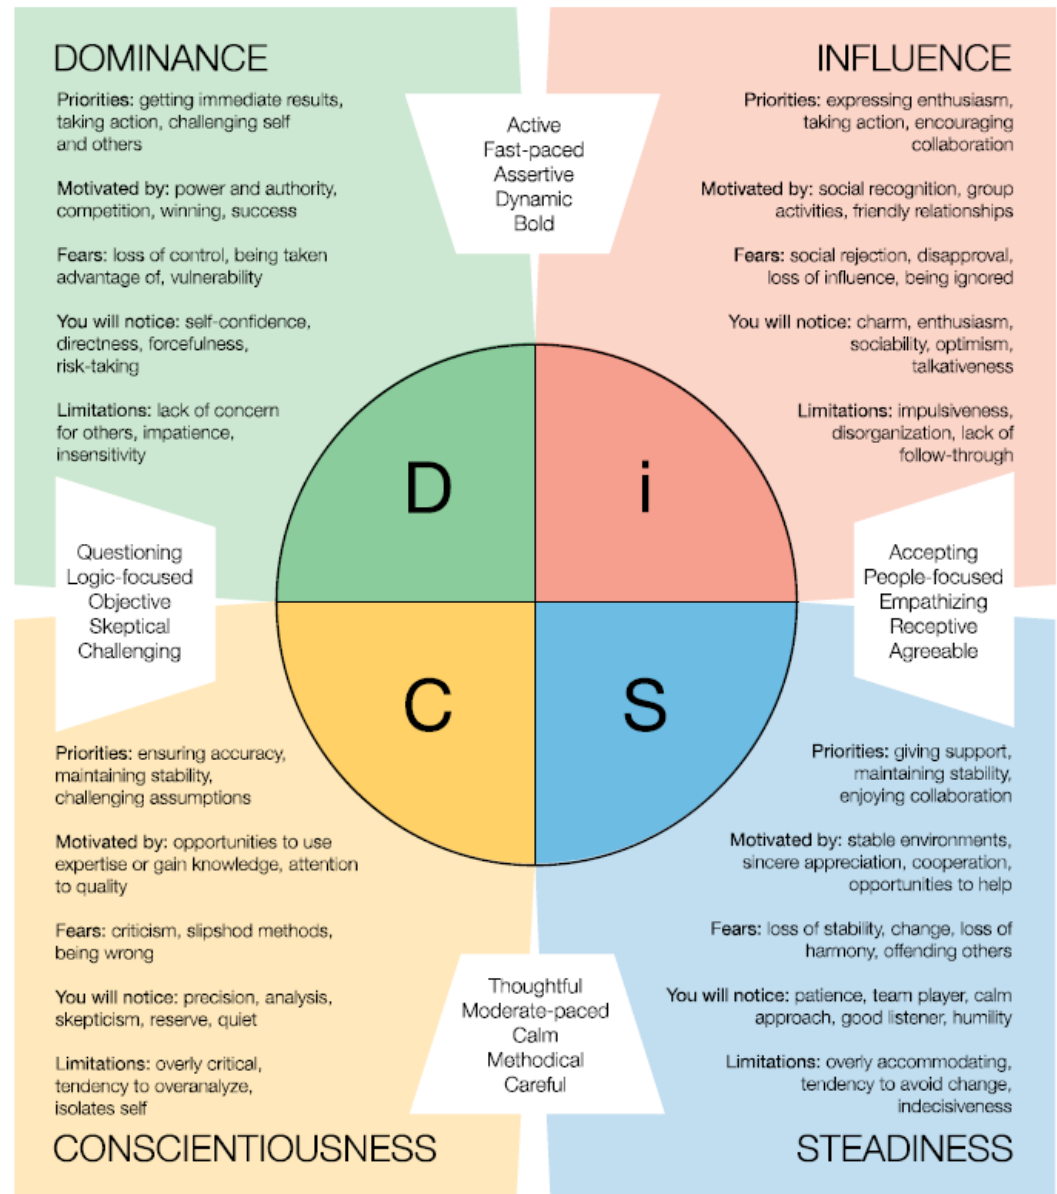 DOMINANCE
Priorities: getting immediate results,
taking action, challenging self
and others
Motivated by: power and authority,
competition, winning, success
Fears: loss of control, being taken
advantage of, vulnerability
You will notice: self-confidence,
directness, forcefulness,
risk-taking
Limitations: lack of concern
for others, impatience,
insensitivity
Active
Fast-paced
Assertive
Dynamic
Bold
INFLUENCE
Priorities: expressing enthusiasm,
taking action, encouraging
collaboration
Motivated by: social recognition, group
activities, friendly relationships
Fears: social rejection, disapproval,
loss of influence, being ignored
You will notice: charm, enthusiasm,
sociability, optimism,
talkativeness
Limitations: impulsiveness,
disorganization, lack of
follow-through
D
i
Questioning
Logic-focused
Objective
Skeptical
Challenging
Accepting
People-focused
Empathizing
Receptive
Agreeable
C
S
Priorities: ensuring accuracy,
maintaining stability,
challenging assumptions
Motivated by: opportunities to use
expertise or gain knowledge, attention
to quality
Fears: criticism, slipshod methods,
being wrong
You will notice: precision, analysis,
skepticism, reserve, quiet
Limitations: overly critical,
tendency to overanalyze,
isolates self
CONSCIENTIOUSNESS
Thoughtful
Moderate-paced
Calm
Methodical
Careful
Priorities: giving support,
maintaining stability,
enjoying collaboration
Motivated by: stable environments,
sincere appreciation, cooperation,
opportunities to help
Fears: loss of stability, change, loss of
harmony, offending others
You will notice: patience, team player, calm
approach, good listener, humility
Limitations: overly accommodating,
tendency to avoid change,
indecisiveness
STEADINESS